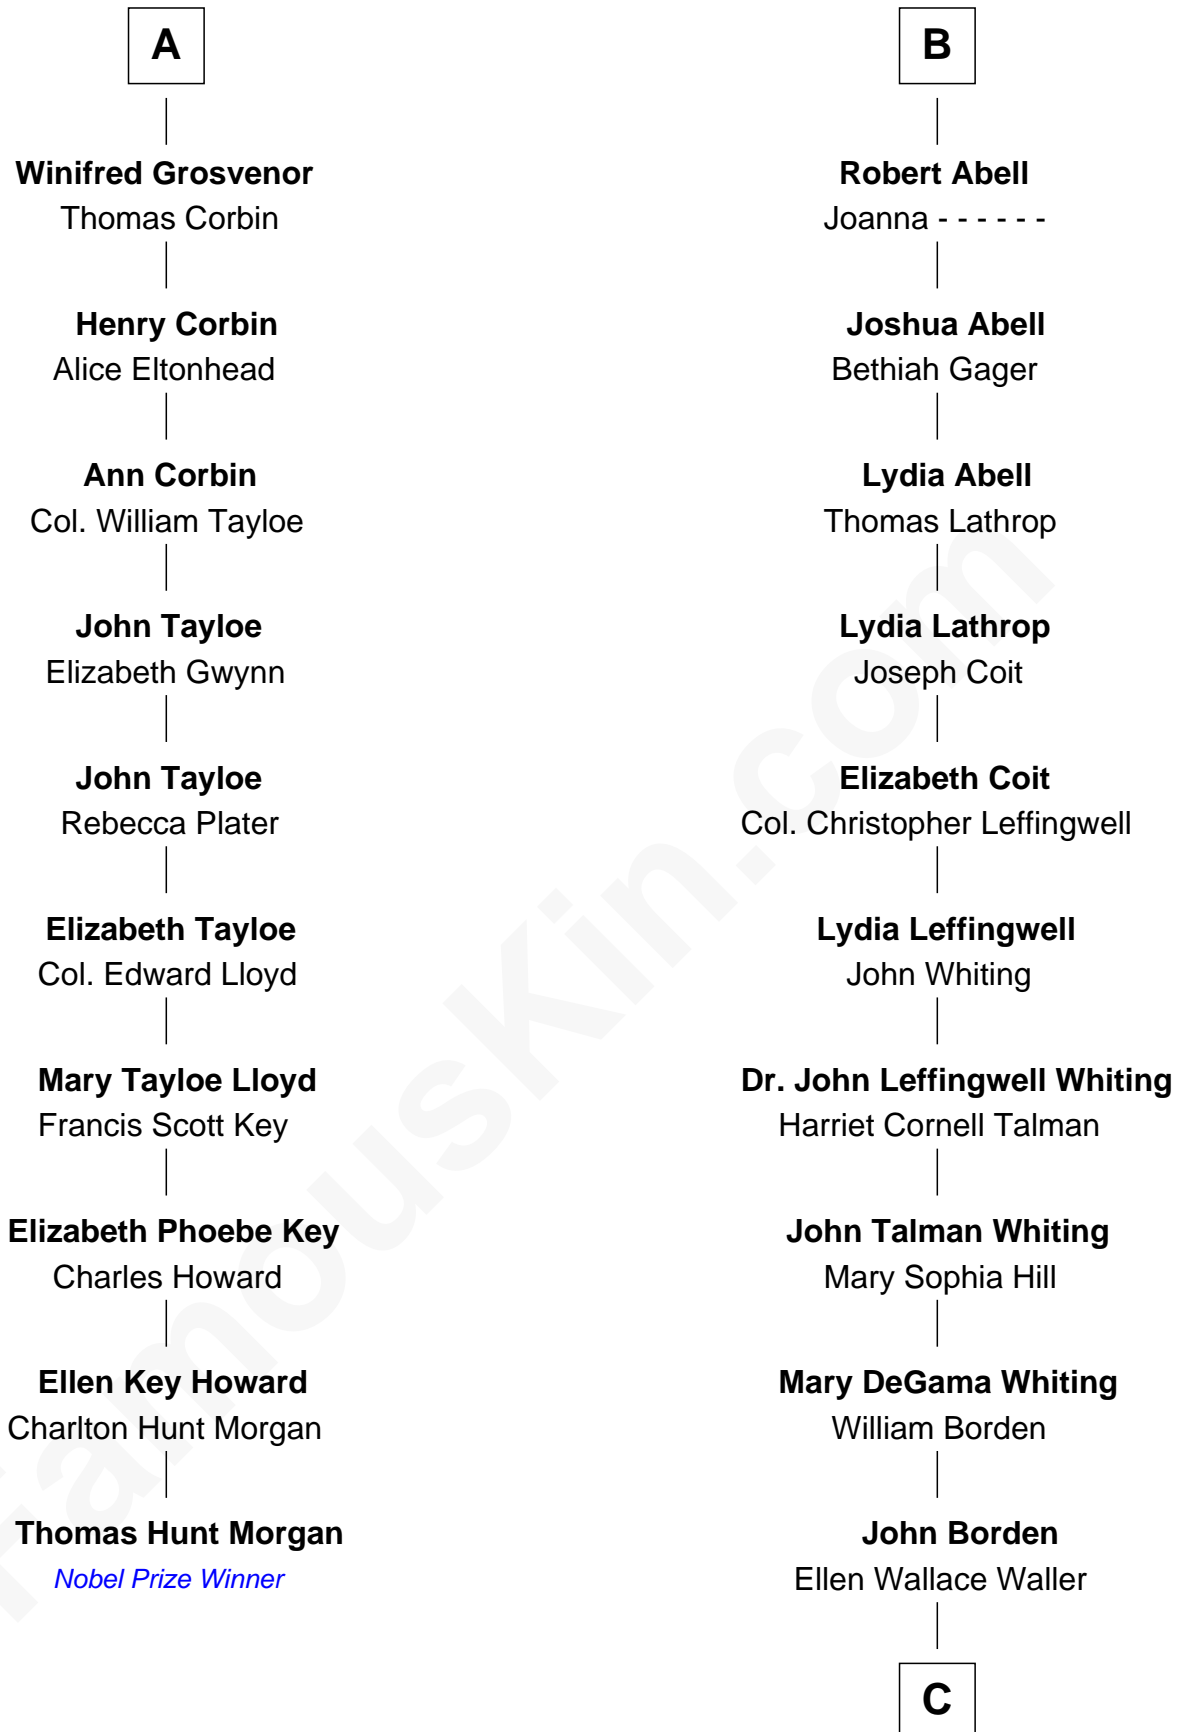 A
Winifred Grosvenor
Thomas Corbin
Henry Corbin
Alice Eltonhead
Ann Corbin
Col. William Tayloe
John Tayloe
Elizabeth Gwynn
John Tayloe
Rebecca Plater
Elizabeth Tayloe
Col. Edward Lloyd
Mary Tayloe Lloyd
Francis Scott Key
Elizabeth Phoebe Key
Charles Howard
Ellen Key Howard
Charlton Hunt Morgan
Thomas Hunt Morgan
Nobel Prize Winner
B
Robert Abell
Joanna - - - - - -
Joshua Abell
Bethiah Gager
Lydia Abell
Thomas Lathrop
Lydia Lathrop
Joseph Coit
Elizabeth Coit
Col. Christopher Leffingwell
Lydia Leffingwell
John Whiting
Dr. John Leffingwell Whiting
Harriet Cornell Talman
John Talman Whiting
Mary Sophia Hill
Mary DeGama Whiting
William Borden
John Borden
Ellen Wallace Waller
C
FamousKin.com